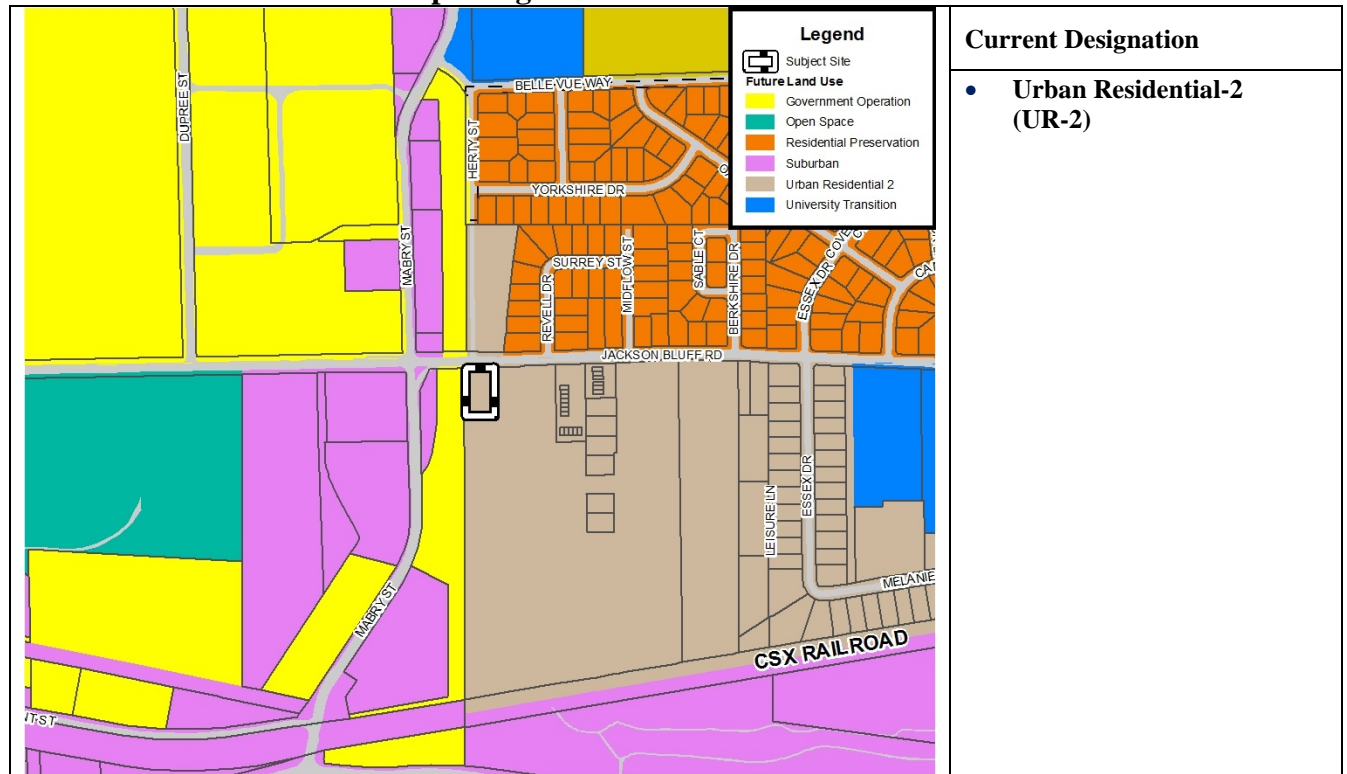 Legend
Subject Site
Future Land Use
Government Operation
Open Space
Residential Preservation
Suburban
Urban Residential 2
University Transition
Current Designation
• Urban Residential-2
(UR-2)
DUPREE ST
BELLE VUE WAY
HERTY ST
YORKSHIRE DR
MABRY ST
SURREY ST
REVELL DR
MIDFLOW ST
SABLE CT
BERKSHIRE DR
ESSEX DR
JACKSON BLUFF RD
LEISURE LN
ESSEX DR
MELANIE
MABRY ST
CSX RAILROAD